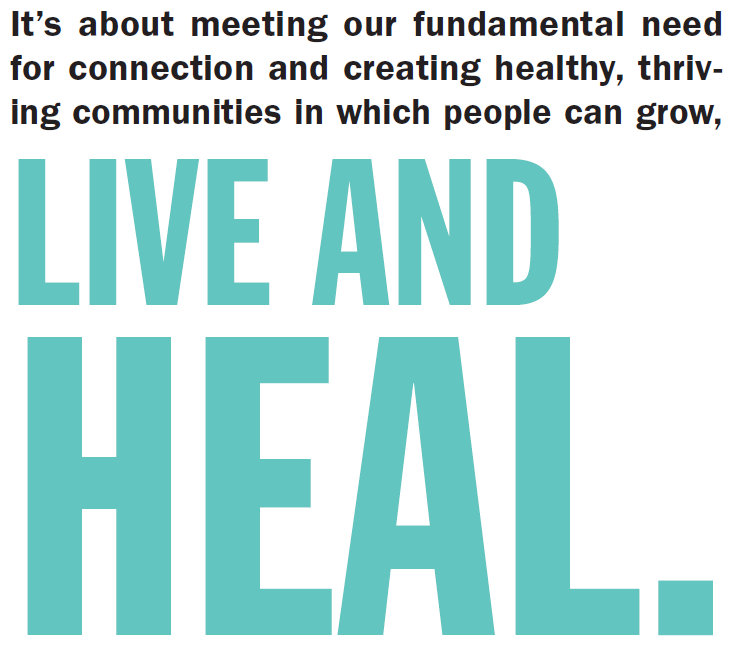 It’s about meeting our fundamental need
for connection and creating healthy, thriv-
ing communities in which people can grow,
LIVE AND
HEAL.